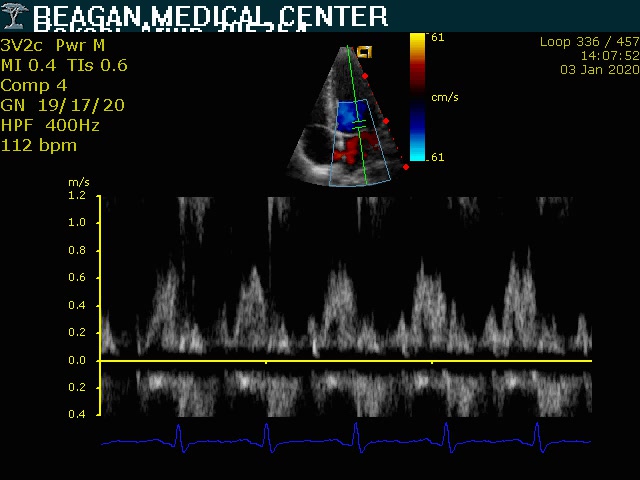 BEAGAN MEDICAL CENTER
3V2c Pwr M
MI 0.4 TIs 0.6
Comp 4
GN 19/17/20
HPF 400Hz
112 bpm
Loop 336 / 457
14:07:52
03 Jan 2020
61
cm/s
61
m/s
1.2
1.0
0.8
0.6
0.4
0.2
0.0
0.2
0.4